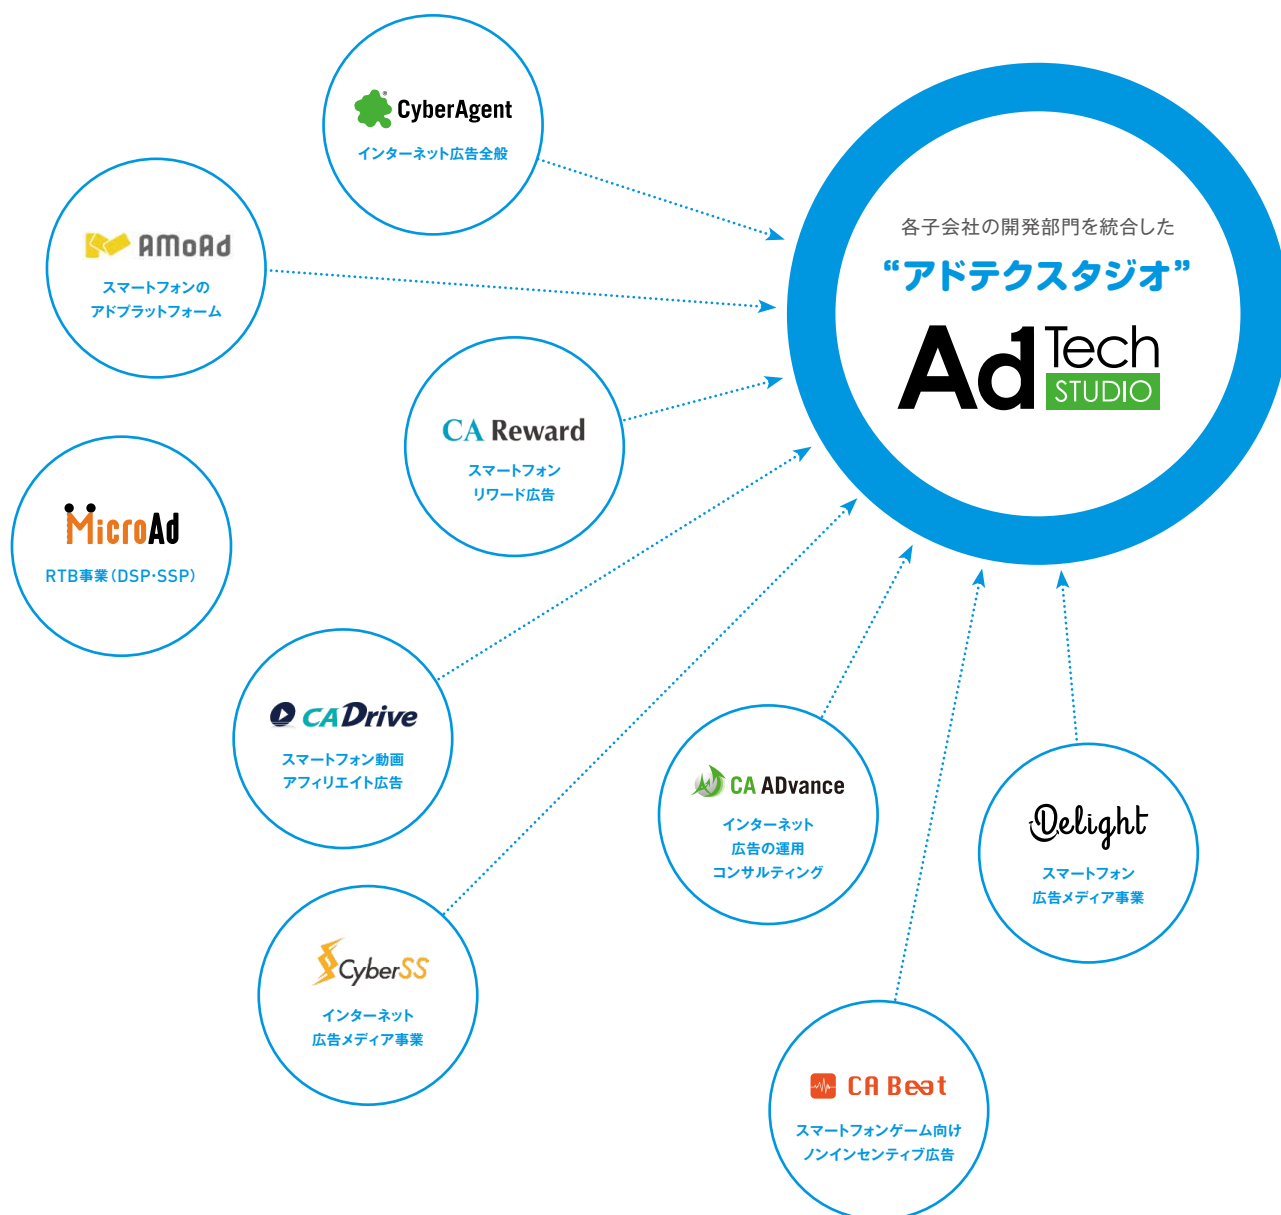 CyberAgent
インターネット広告全般
AMoAd
スマートフォンの
アドプラットフォーム
各子会社の開発部門を統合した
“アドテクスタジオ”
Ad Tech
STUDIO
CA Reward
スマートフォン
リワード広告
MicroAd
RTB事業(DSP・SSP)
CA Drive
スマートフォン動画
アフィリエイト広告
CA ADvance
インターネット
広告の運用
コンサルティング
Delight
スマートフォン
広告メディア事業
CyberSS
インターネット
広告メディア事業
CA Beat
スマートフォンゲーム向け
ノンインセンティブ広告